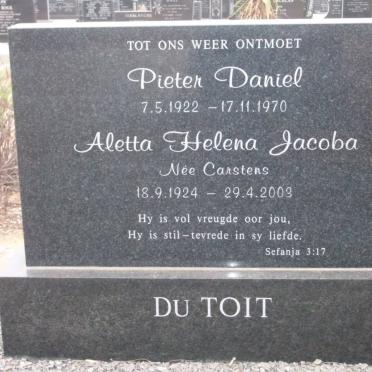 TOT ONS WEER ONTMOET
Pieter Daniel
7.5.1922 – 17.11.1970
Aletta Helena Jacoba
Née Carstens
18.9.1924 – 29.4.2003
Hy is vol vreugde oor jou,
Hy is stil–tevrede in sy liefde.
Sefanja 3:17
DU TOIT